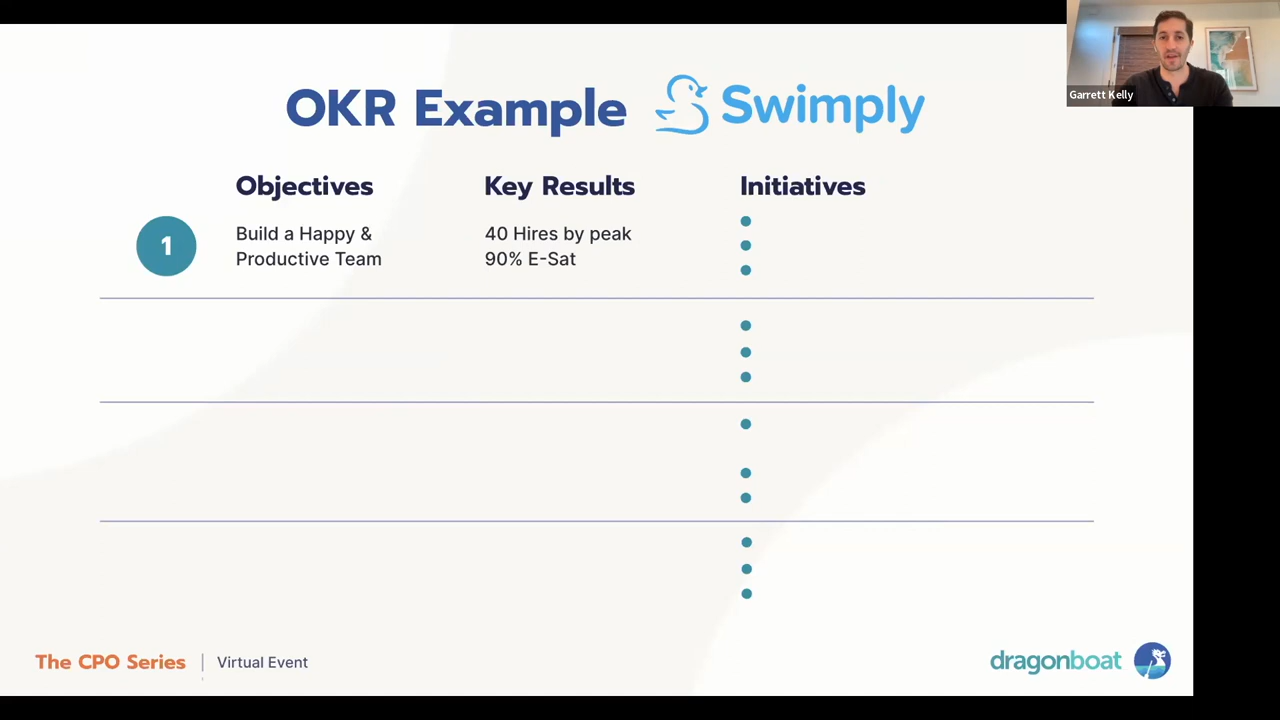 Garrett Kelly
OKR Example Swimply
Objectives Key Results Initiatives
1
Build a Happy &
Productive Team
40 Hires by peak
90% E-Sat
The CPO Series | Virtual Event
dragonboat